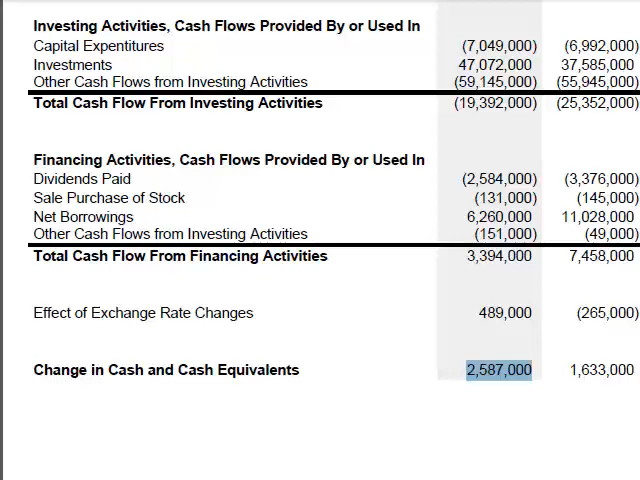 Investing Activities, Cash Flows Provided By or Used In
Capital Expenditures (7,049,000) (6,992,000)
Investments 47,072,000 37,585,000
Other Cash Flows from Investing Activities (59,145,000) (55,945,000)
Total Cash Flow From Investing Activities (19,392,000) (25,352,000)
Financing Activities, Cash Flows Provided By or Used In
Dividends Paid (2,584,000) (3,376,000)
Sale Purchase of Stock (131,000) (145,000)
Net Borrowings 6,260,000 11,028,000
Other Cash Flows from Investing Activities (151,000) (49,000)
Total Cash Flow From Financing Activities 3,394,000 7,458,000
Effect of Exchange Rate Changes 489,000 (265,000)
Change in Cash and Cash Equivalents 2,587,000 1,633,000